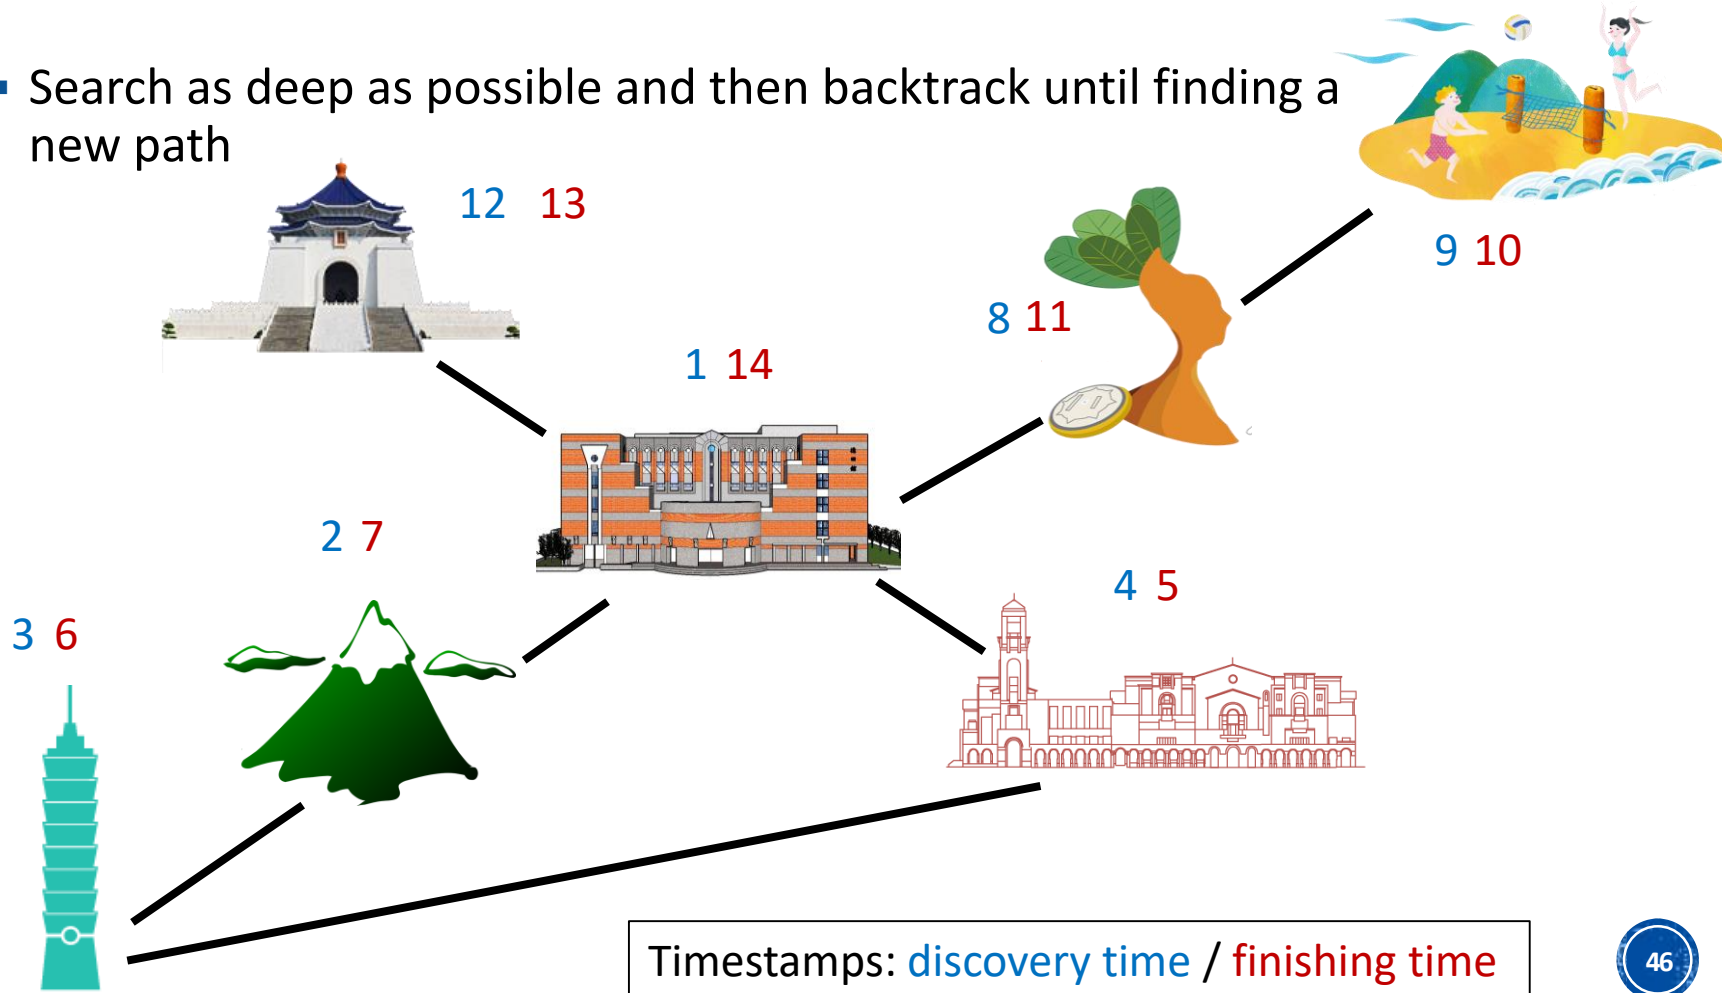 ▪ Search as deep as possible and then backtrack until finding a
new path
12 13
9 10
8 11
1 14
2 7
4 5
3 6
Timestamps: discovery time / finishing time
46